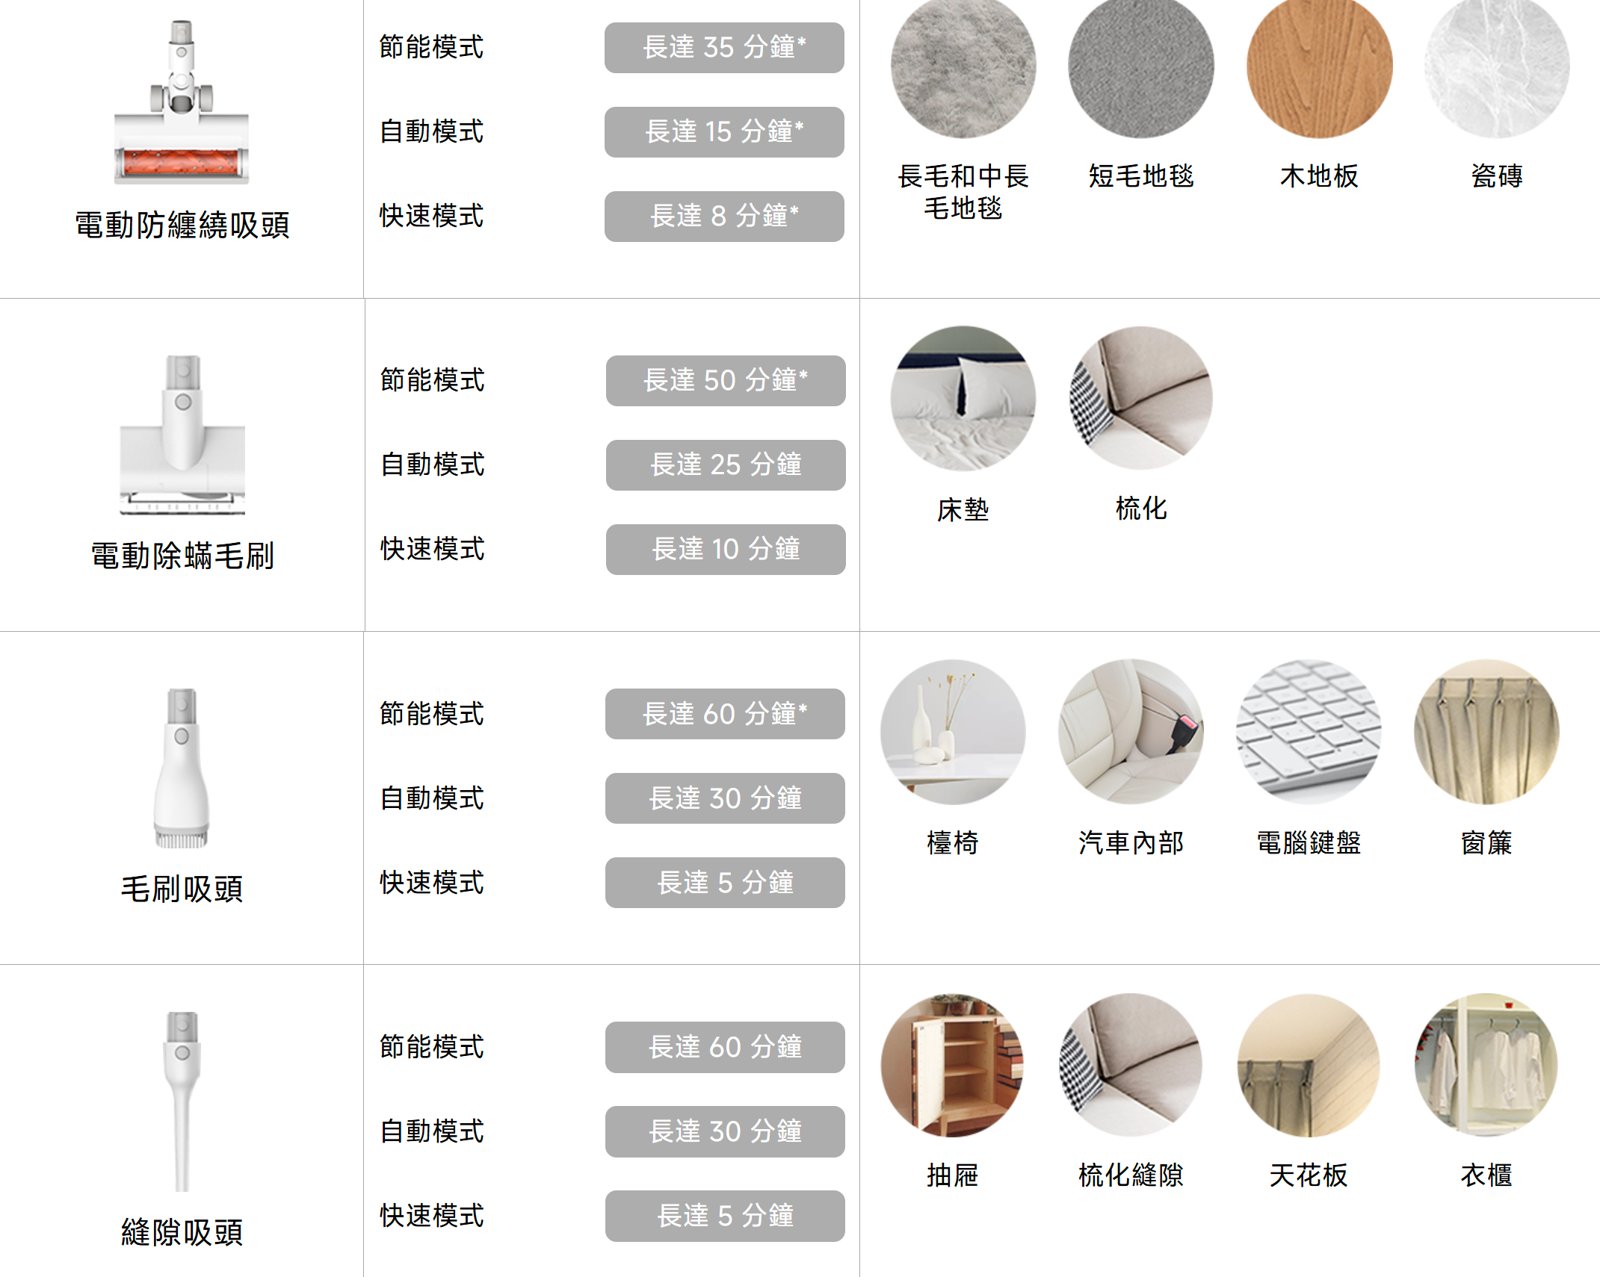 節能模式
長達 35 分鐘*
自動模式
長達 15 分鐘*
快速模式
長達 8 分鐘*
電動防纏繞吸頭
長毛和中長
毛地毯
短毛地毯
木地板
瓷磚
節能模式
長達 50 分鐘*
自動模式
長達 25 分鐘
快速模式
長達 10 分鐘
電動除蟎毛刷
床墊
梳化
節能模式
長達 60 分鐘*
自動模式
長達 30 分鐘
快速模式
長達 5 分鐘
毛刷吸頭
檯椅
汽車內部
電腦鍵盤
窗簾
節能模式
長達 60 分鐘
自動模式
長達 30 分鐘
快速模式
長達 5 分鐘
縫隙吸頭
抽屜
梳化縫隙
天花板
衣櫃